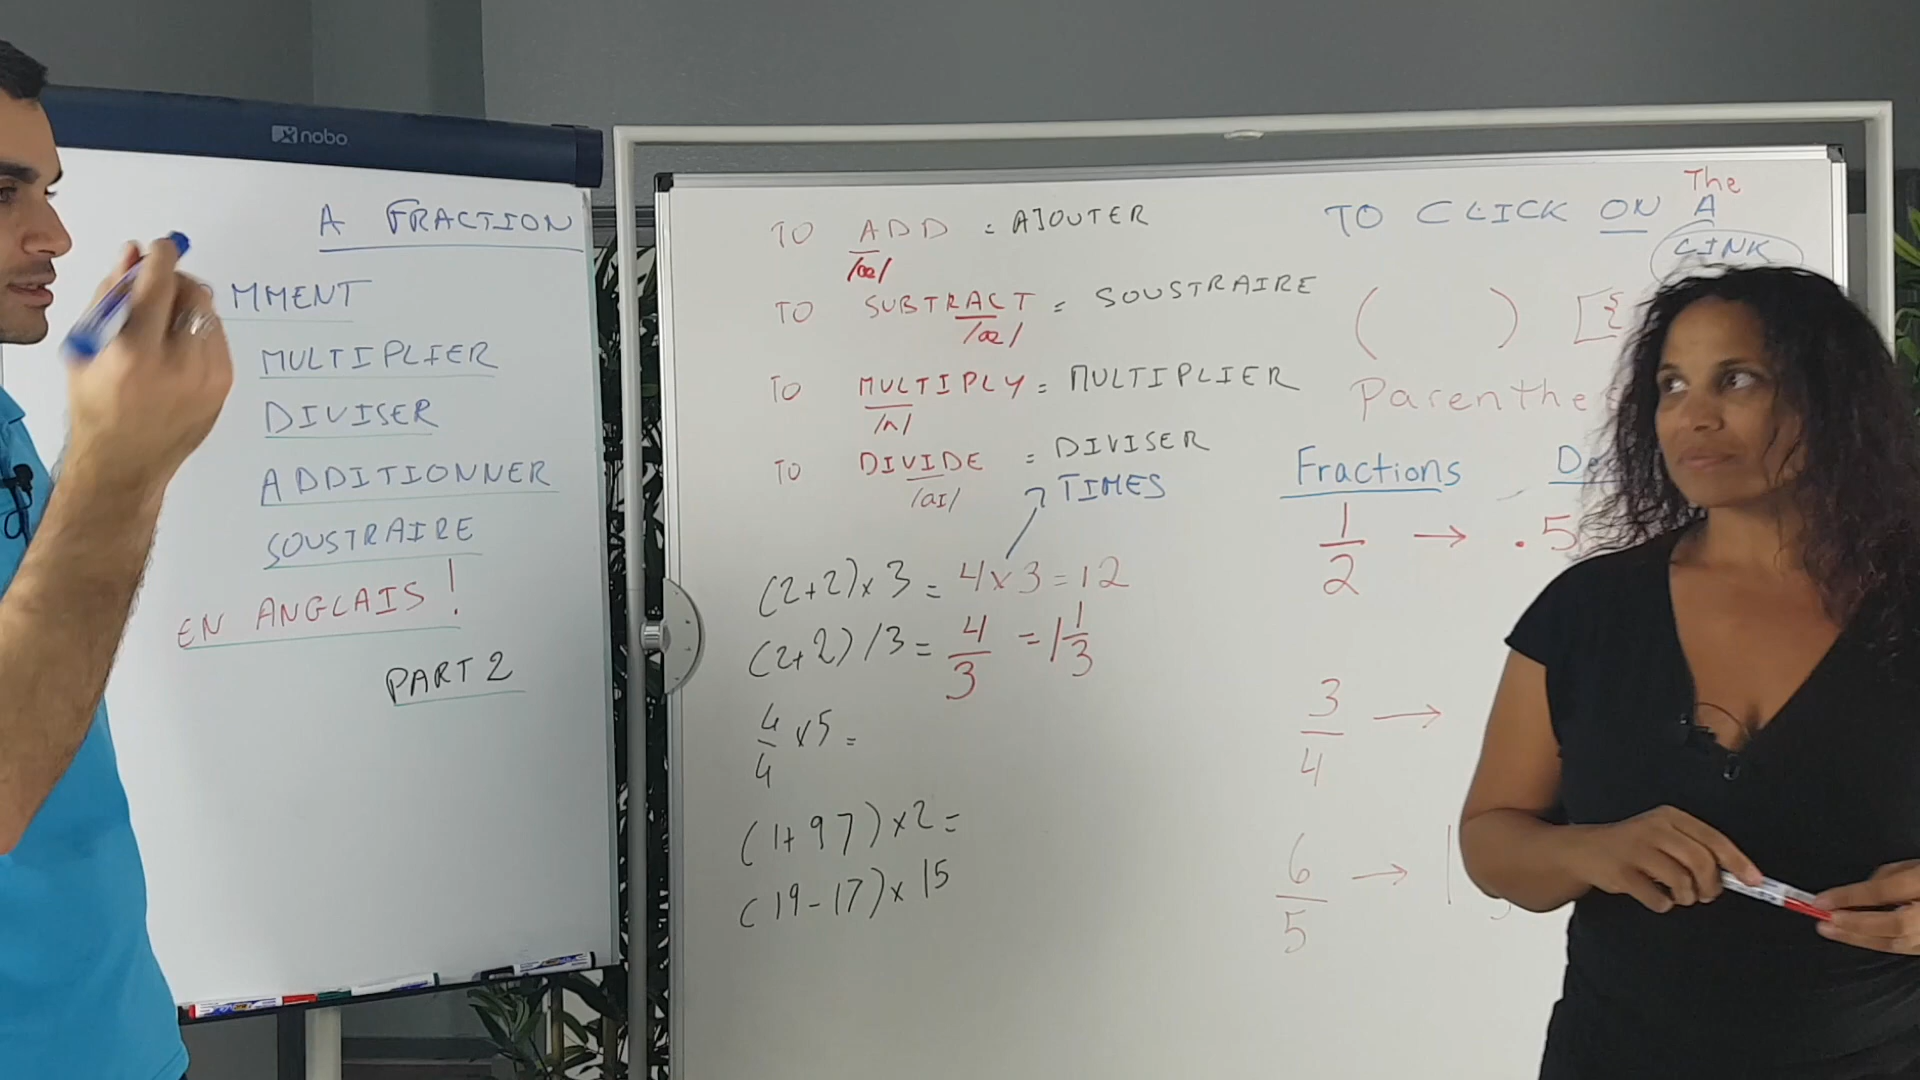 nobo
A FRACTION
MMENT
MULTIPLIER
DIVISER
ADDITIONNER
SOUSTRAIRE
EN ANGLAIS!
PART 2
TO ADD = AJOUTER
/æ/
TO SUBTRACT = SOUSTRAIRE
/æ/
TO MULTIPLY = MULTIPLIER
/ʌ/
TO DIVIDE = DIVISER
/aɪ/
TIMES
(2+2)x3 = 4x3=12
(2+2)/3 = 4/3 = 1 1/3
4/4 x5 =
(1+97)x2=
(19-17)x15
The
TO CLICK ON A
LINK
( ) [{
Parenthe
Fractions
1/2 → .5
3/4 →
6/5 → 1